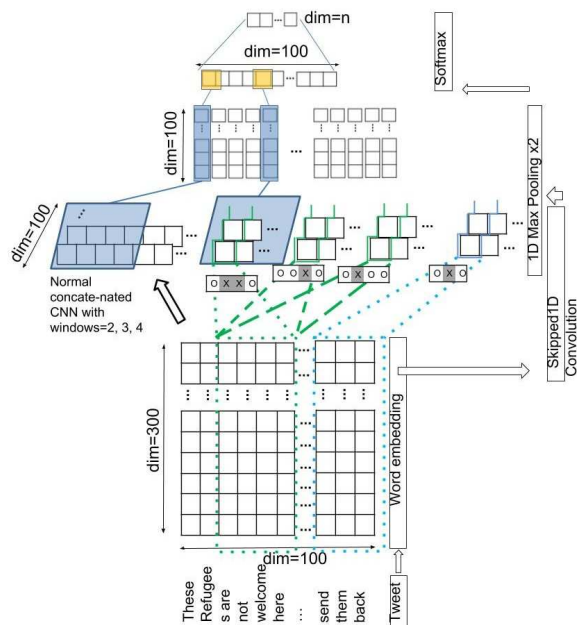 dim=n
dim=100
Softmax
dim=100
1D Max Pooling x2
dim=100
Normal
concate-nated
CNN with
windows=2, 3, 4
O X X O
O O X O
O X O O
O X O
Skipped1D
Convolution
dim=300
Word embedding
dim=100
These
Refugee
s are
not
welcome
here
...
send
them
back
Tweet